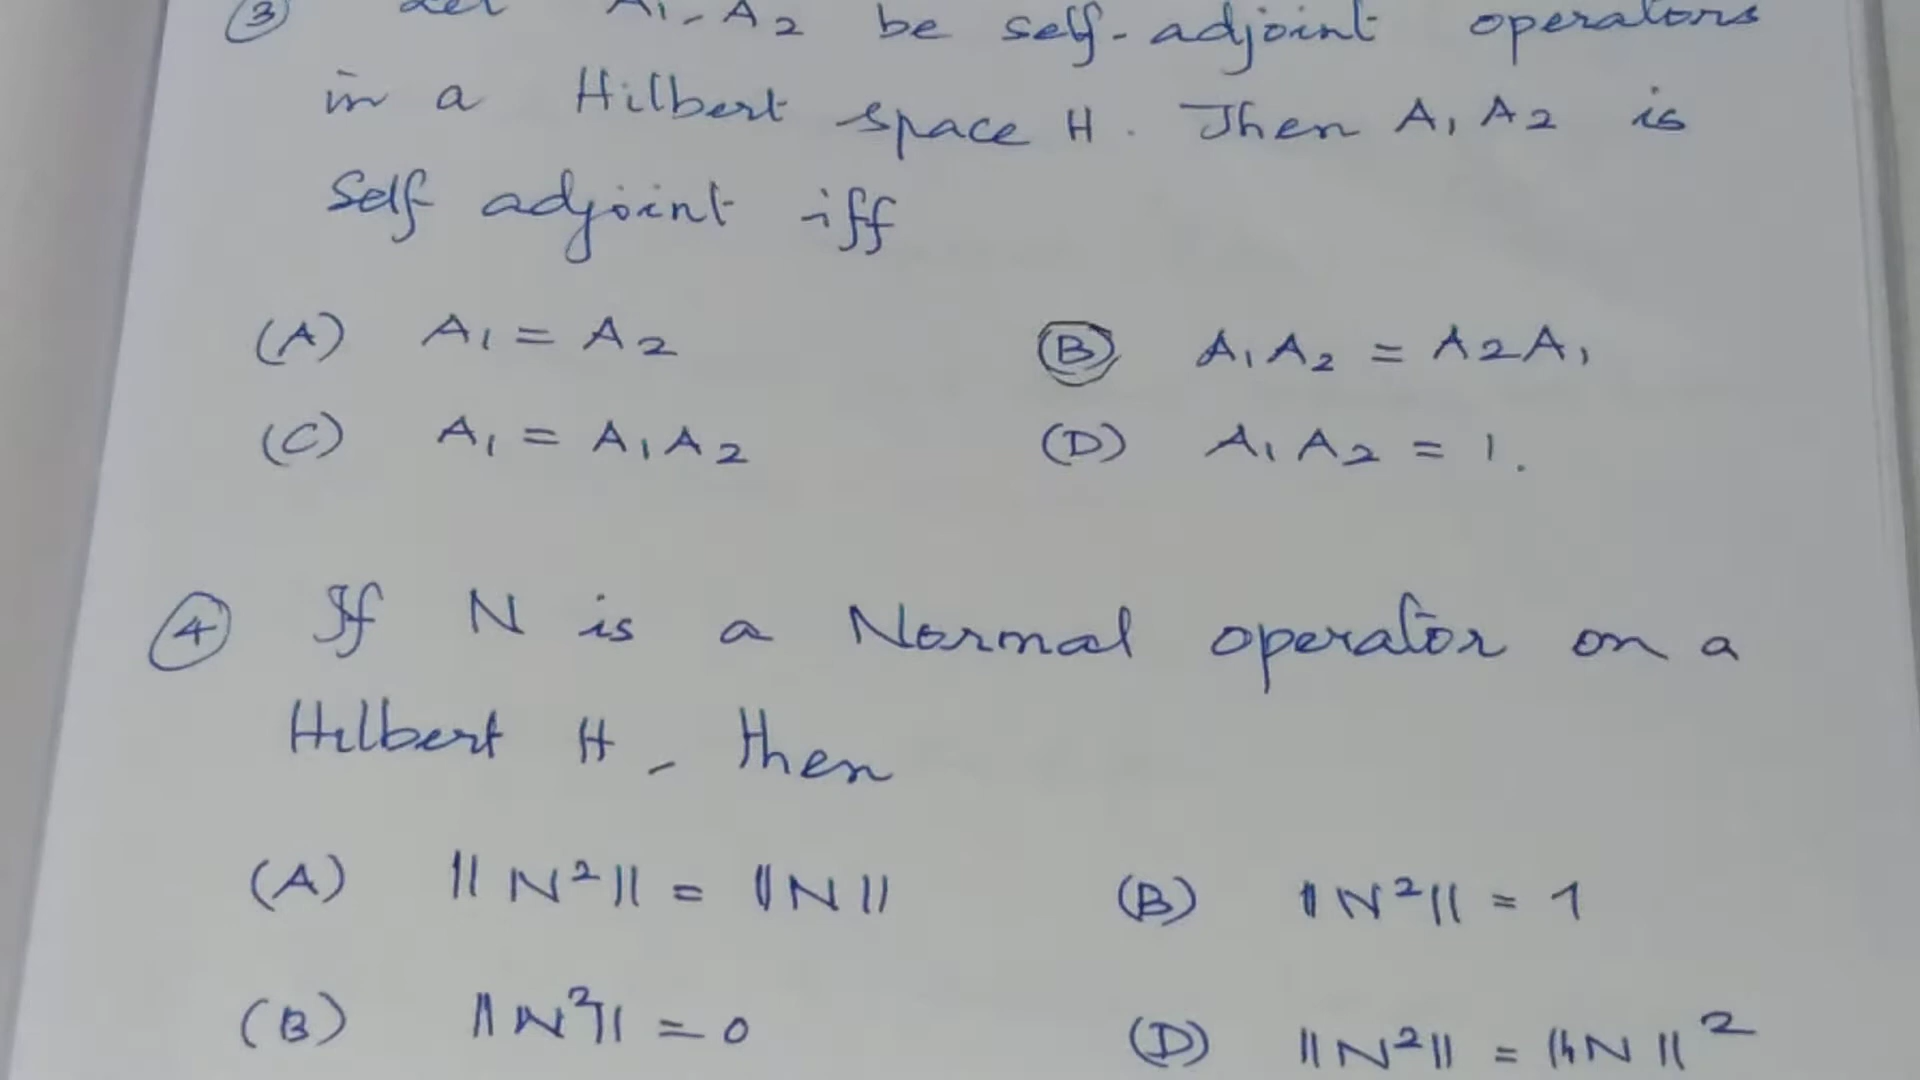 ③ Let A₁, A₂ be self-adjoint operators
in a Hilbert space H. Then A₁A₂ is
Self adjoint iff
(A) A₁ = A₂ (B) A₁A₂ = A₂A₁
(C) A₁ = A₁A₂ (D) A₁A₂ = 1.
④ If N is a Normal operator on a
Hilbert H, then
(A) ||N²|| = ||N|| (B) ||N²|| = 1
(B) ||N²|| = 0 (D) ||N²|| = ||N||²